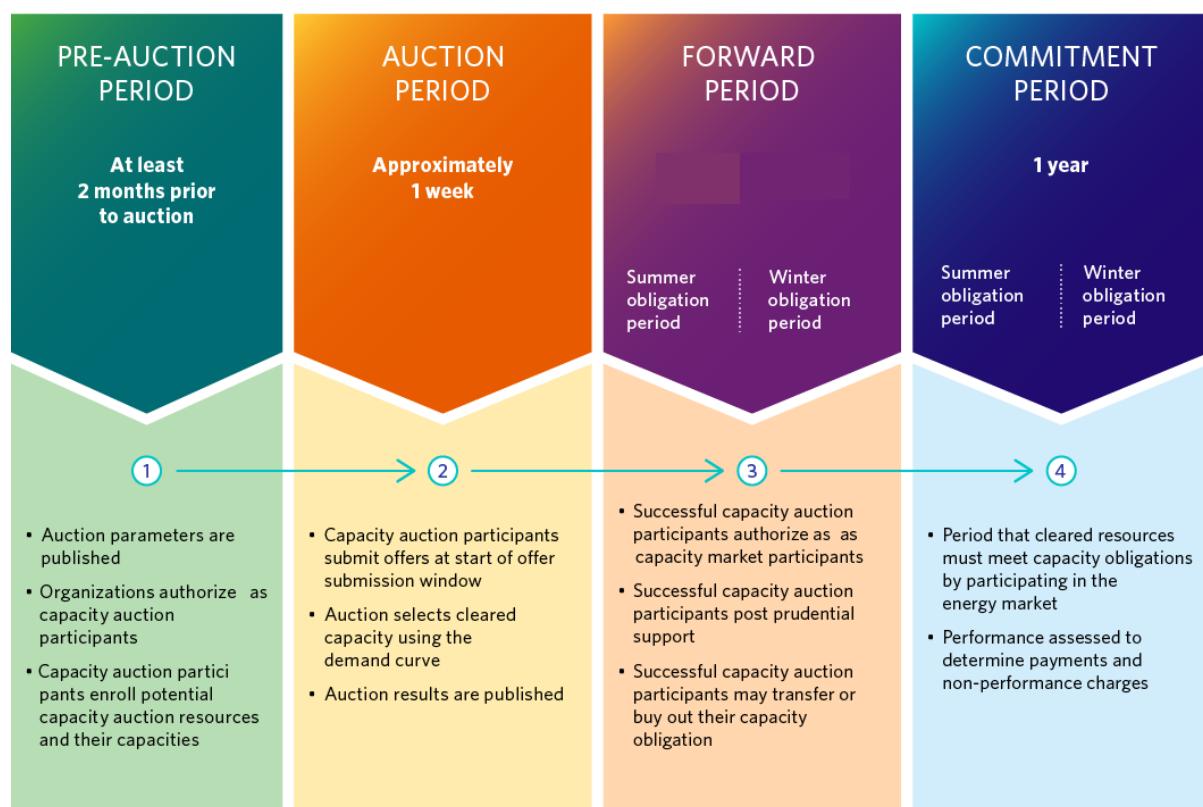 PRE-AUCTION
PERIOD
At least
2 months prior
to auction
AUCTION
PERIOD
Approximately
1 week
FORWARD
PERIOD
Summer
obligation
period
Winter
obligation
period
COMMITMENT
PERIOD
1 year
Summer
obligation
period
Winter
obligation
period
1
▪ Auction parameters are
published
▪ Organizations authorize as
capacity auction
participants
▪ Capacity auction partici
pants enroll potential
capacity auction resources
and their capacities
2
▪ Capacity auction participants
submit offers at start of offer
submission window
▪ Auction selects cleared
capacity using the
demand curve
▪ Auction results are published
3
▪ Successful capacity auction
participants authorize as as
capacity market participants
▪ Successful capacity auction
participants post prudential
support
▪ Successful capacity auction
participants may transfer or
buy out their capacity
obligation
4
▪ Period that cleared resources
must meet capacity obligations
by participating in the
energy market
▪ Performance assessed to
determine payments and
non-performance charges